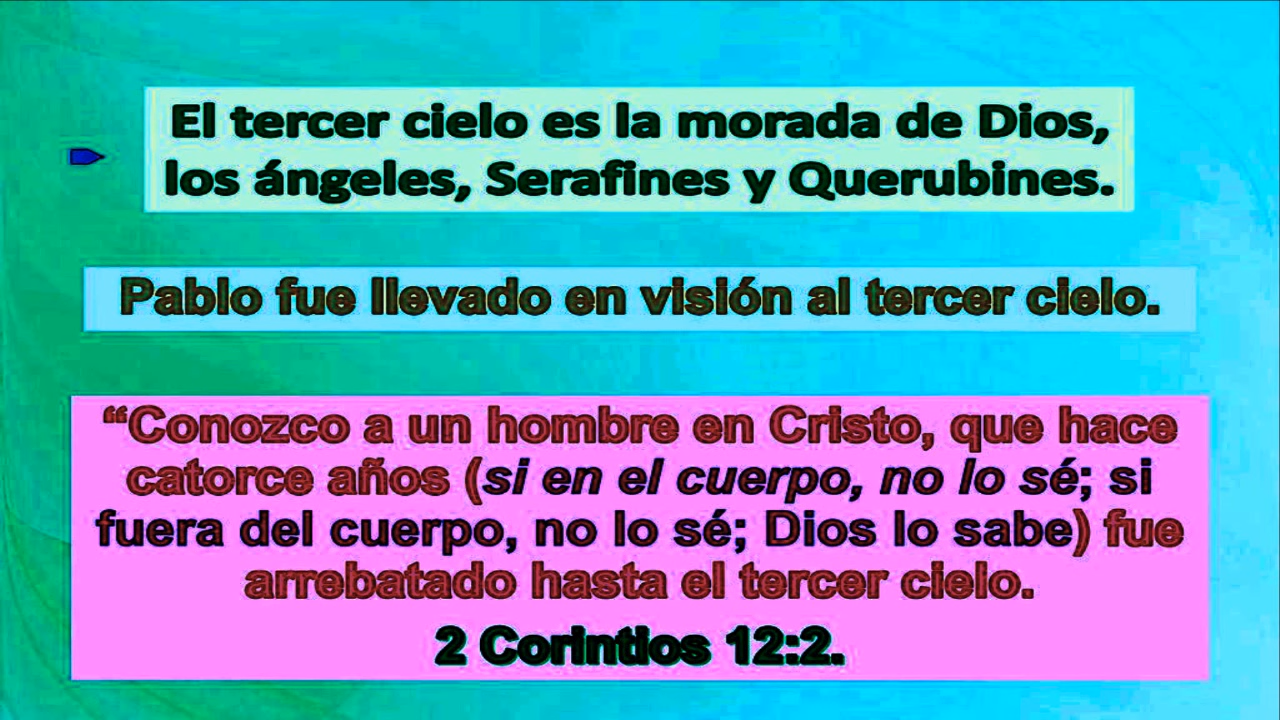 El tercer cielo es la morada de Dios,
los ángeles, Serafines y Querubines.
Pablo fue llevado en visión al tercer cielo.
“Conozco a un hombre en Cristo, que hace
catorce años (si en el cuerpo, no lo sé; si
fuera del cuerpo, no lo sé; Dios lo sabe) fue
arrebatado hasta el tercer cielo.
2 Corintios 12:2.